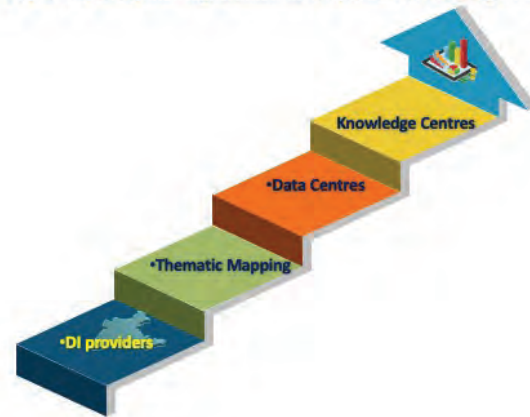 Knowledge Centres
•Data Centres
•Thematic Mapping
•DI providers